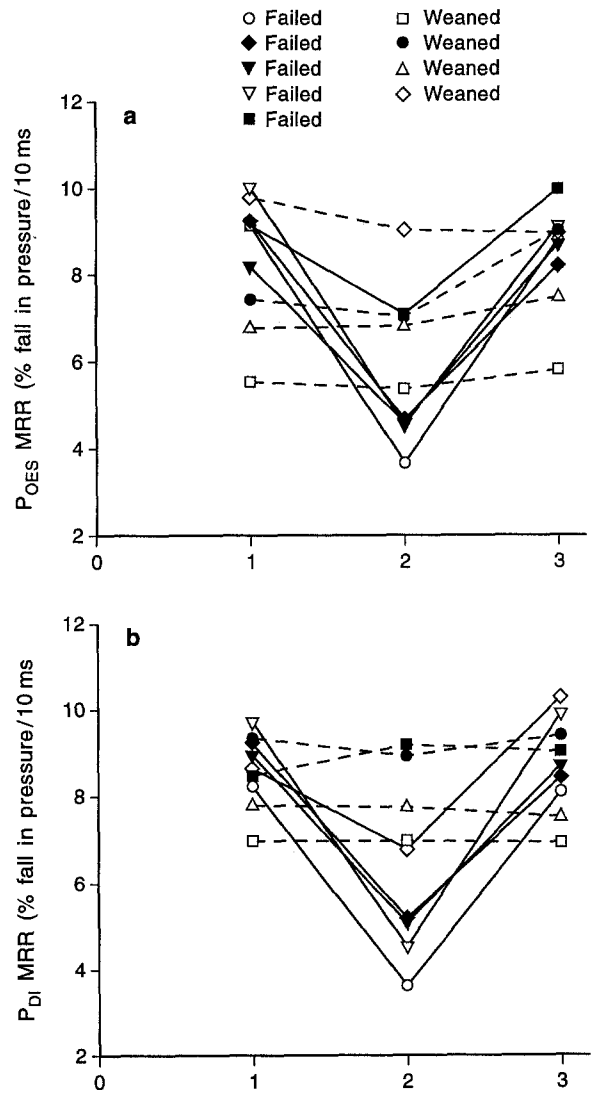 Failed Weaned
Failed Weaned
Failed Weaned
Failed Weaned
Failed
a
P_OES MRR (% fall in pressure/10 ms
12
10
8
6
4
2
0 1 2 3
b
P_DI MRR (% fall in pressure/10 ms
12
10
8
6
4
2
0 1 2 3